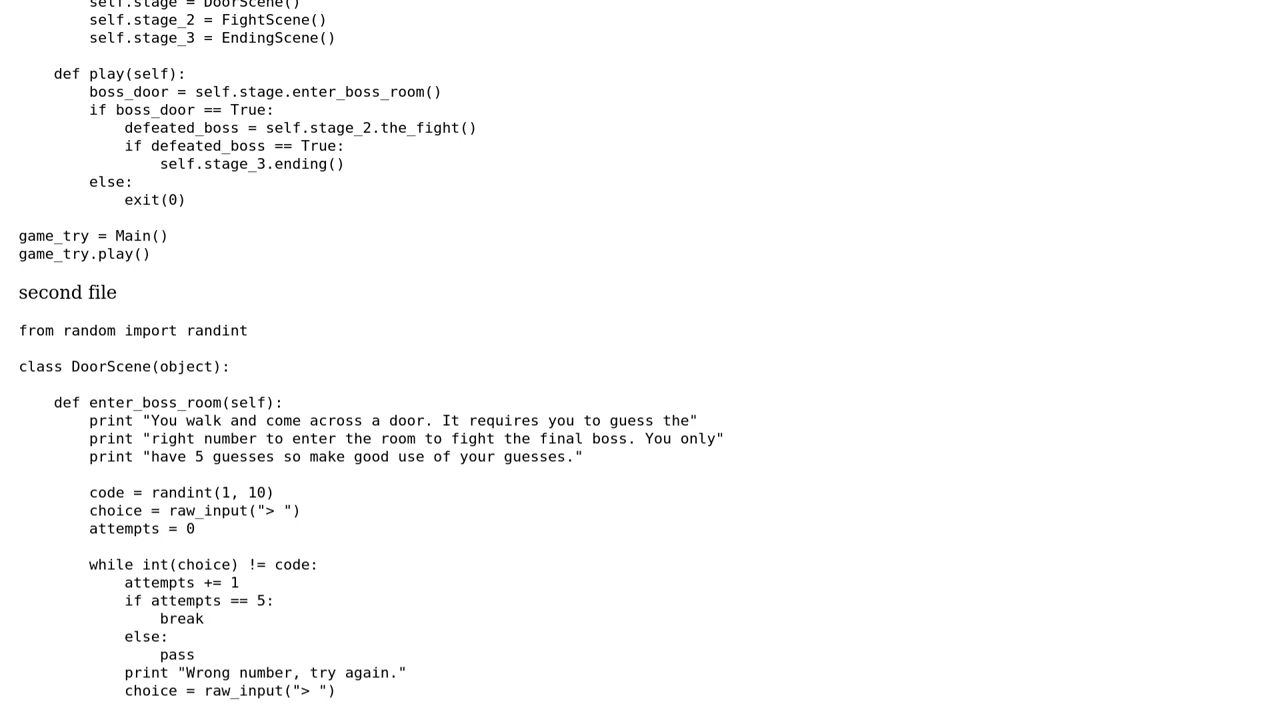 self.stage = DoorScene()
        self.stage_2 = FightScene()
        self.stage_3 = EndingScene()

    def play(self):
        boss_door = self.stage.enter_boss_room()
        if boss_door == True:
            defeated_boss = self.stage_2.the_fight()
            if defeated_boss == True:
                self.stage_3.ending()
        else:
            exit(0)

game_try = Main()
game_try.play()

second file

from random import randint

class DoorScene(object):

    def enter_boss_room(self):
        print "You walk and come across a door. It requires you to guess the"
        print "right number to enter the room to fight the final boss. You only"
        print "have 5 guesses so make good use of your guesses."

        code = randint(1, 10)
        choice = raw_input("> ")
        attempts = 0

        while int(choice) != code:
            attempts += 1
            if attempts == 5:
                break
            else:
                pass
            print "Wrong number, try again."
            choice = raw_input("> ")